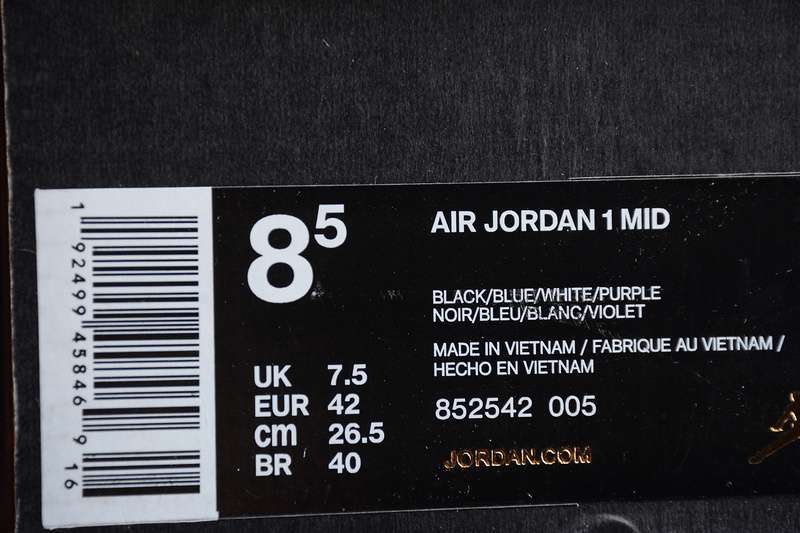 1 92499 45846 9 16
8 5
AIR JORDAN 1 MID
BLACK/BLUE/WHITE/PURPLE
NOIR/BLEU/BLANC/VIOLET
MADE IN VIETNAM / FABRIQUE AU VIETNAM /
HECHO EN VIETNAM
852542 005
JORDAN.COM
UK 7.5
EUR 42
cm 26.5
BR 40